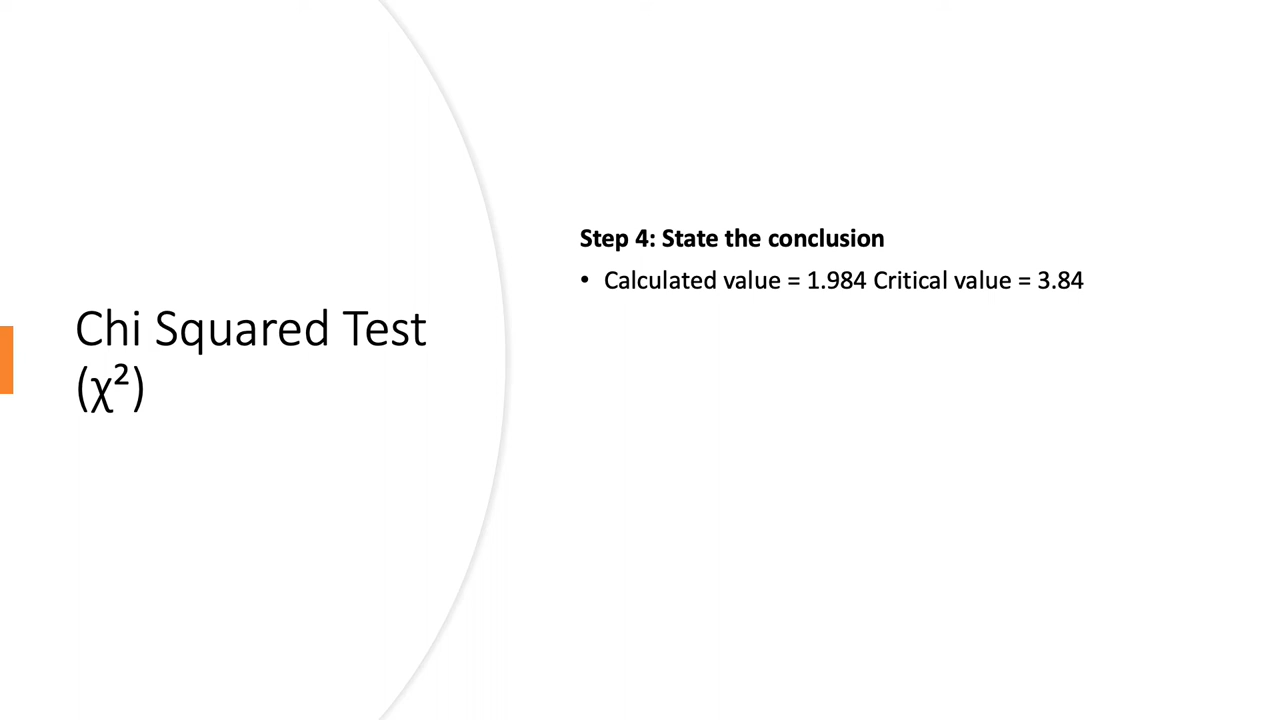 Chi Squared Test
(χ²)
Step 4: State the conclusion
• Calculated value = 1.984 Critical value = 3.84